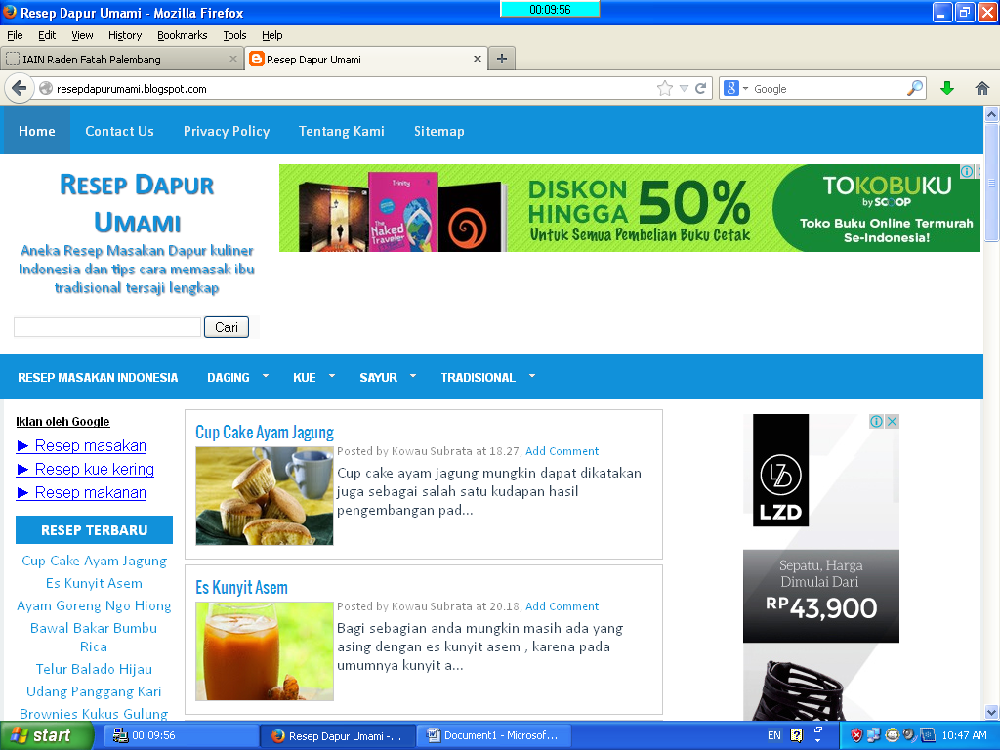 Resep Dapur Umami - Mozilla Firefox
00:09:56
File Edit View History Bookmarks Tools Help
IAIN Raden Fatah Palembang
Resep Dapur Umami
resepdapurumami.blogspot.com
Google
Home Contact Us Privacy Policy Tentang Kami Sitemap
RESEP DAPUR
UMAMI
Aneka Resep Masakan Dapur kuliner
Indonesia dan tips cara memasak ibu
tradisional tersaji lengkap
Cari
Trinity
The Naked Traveler
DISKON
HINGGA
50%
Untuk Semua Pembelian Buku Cetak
TOKOBUKU
by SCOOP
Toko Buku Online Termurah
Se-Indonesia!
RESEP MASAKAN INDONESIA DAGING KUE SAYUR TRADISIONAL
Iklan oleh Google
► Resep masakan
► Resep kue kering
► Resep makanan
RESEP TERBARU
Cup Cake Ayam Jagung
Es Kunyit Asem
Ayam Goreng Ngo Hiong
Bawal Bakar Bumbu
Rica
Telur Balado Hijau
Udang Panggang Kari
Brownies Kukus Gulung
Cup Cake Ayam Jagung
Posted by Kowau Subrata at 18.27, Add Comment
Cup cake ayam jagung mungkin dapat dikatakan
juga sebagai salah satu kudapan hasil
pengembangan pad...
Es Kunyit Asem
Posted by Kowau Subrata at 20.18, Add Comment
Bagi sebagian anda mungkin masih ada yang
asing dengan es kunyit asem , karena pada
umumnya kunyit a...
LZD
Sepatu, Harga
Dimulai Dari
RP43,900
start
00:09:56
Resep Dapur Umami -...
Document1 - Microsof...
EN
10:47 AM